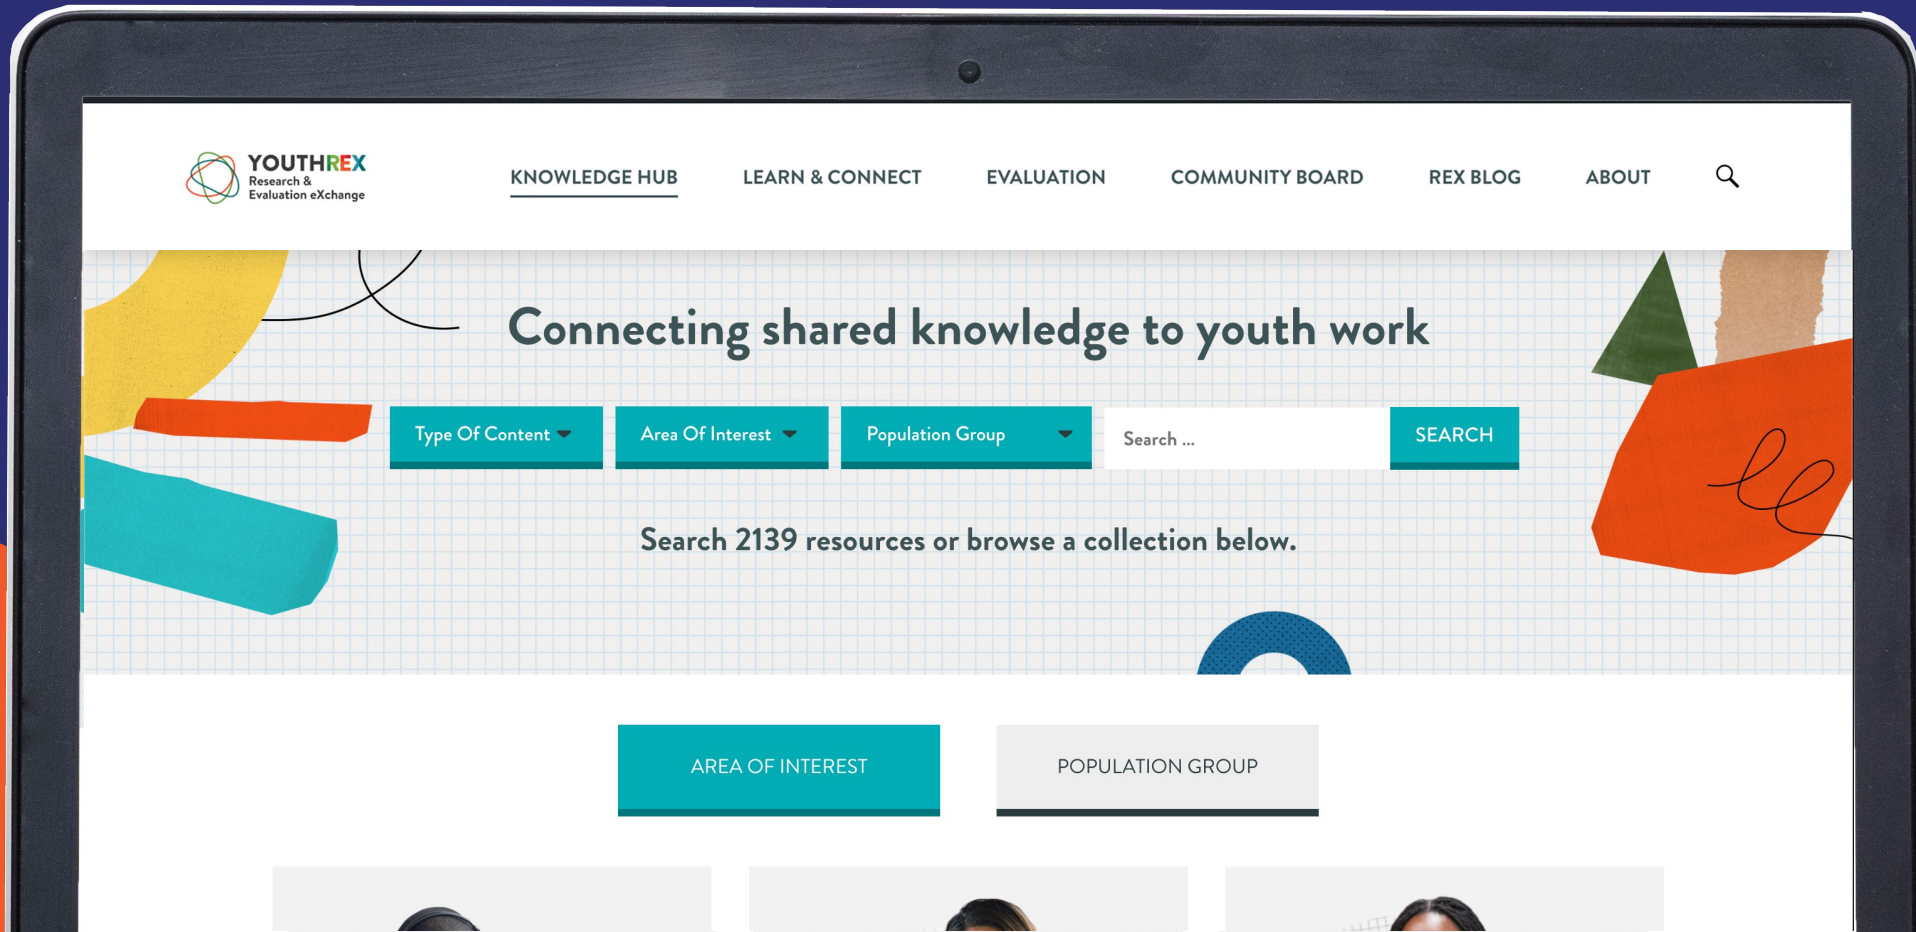 YOUTHREX
Research &
Evaluation eXchange
KNOWLEDGE HUB
LEARN & CONNECT
EVALUATION
COMMUNITY BOARD
REX BLOG
ABOUT
Connecting shared knowledge to youth work
Type Of Content
Area Of Interest
Population Group
Search ...
SEARCH
Search 2139 resources or browse a collection below.
AREA OF INTEREST
POPULATION GROUP